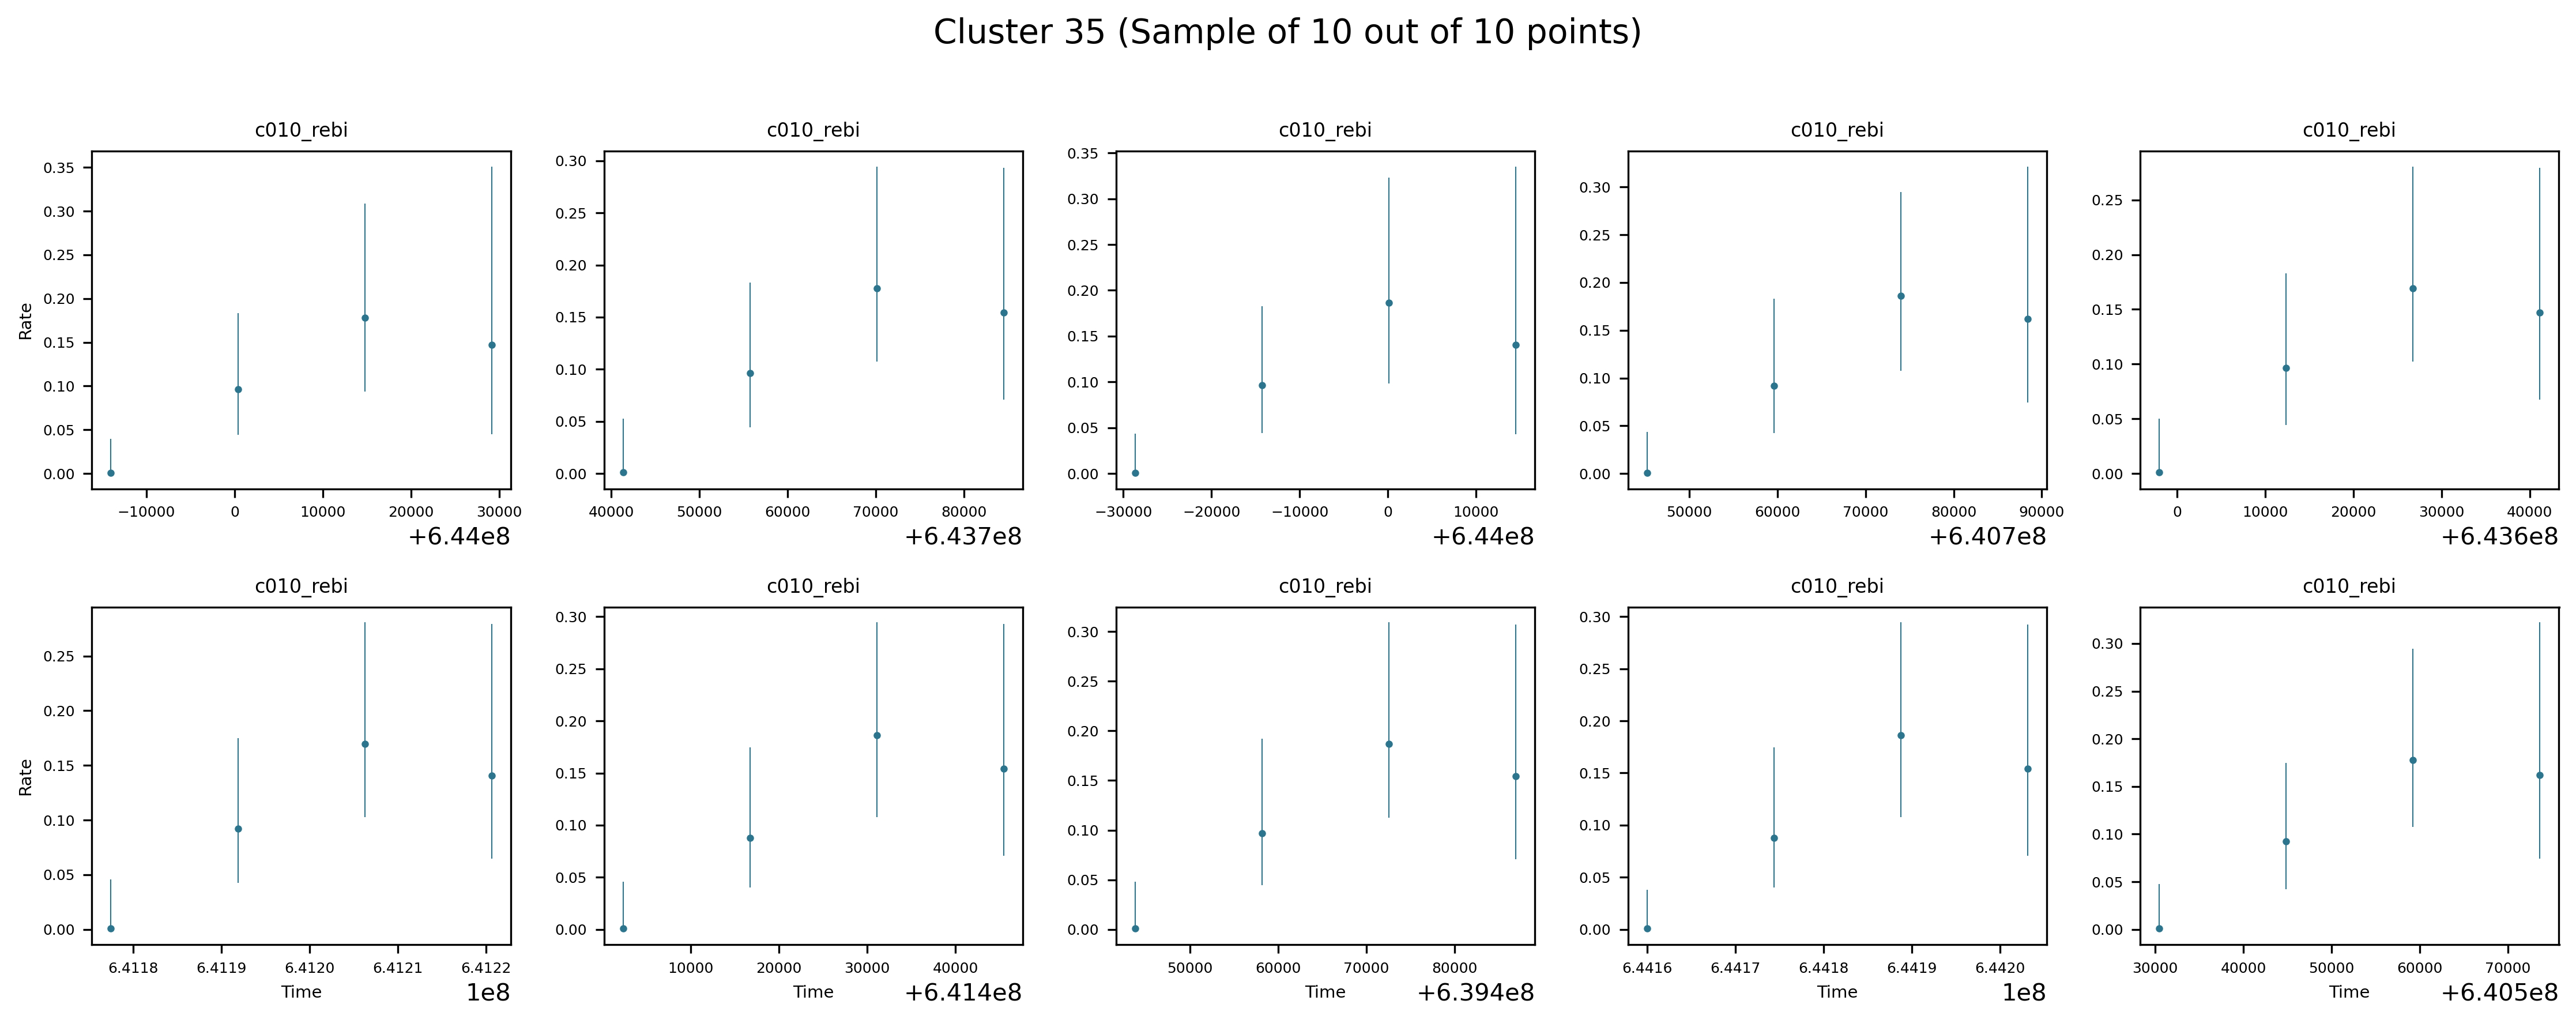 Cluster 35 (Sample of 10 out of 10 points)
c010_rebi
c010_rebi
c010_rebi
c010_rebi
c010_rebi
Rate
0.35
0.30
0.25
0.20
0.15
0.10
0.05
0.00
−10000 0 10000 20000 30000
+6.44e8
0.30
0.25
0.20
0.15
0.10
0.05
0.00
40000 50000 60000 70000 80000
+6.437e8
0.35
0.30
0.25
0.20
0.15
0.10
0.05
0.00
−30000 −20000 −10000 0 10000
+6.44e8
0.30
0.25
0.20
0.15
0.10
0.05
0.00
50000 60000 70000 80000 90000
+6.407e8
0.25
0.20
0.15
0.10
0.05
0.00
0 10000 20000 30000 40000
+6.436e8
c010_rebi
c010_rebi
c010_rebi
c010_rebi
c010_rebi
Rate
0.25
0.20
0.15
0.10
0.05
0.00
6.4118 6.4119 6.4120 6.4121 6.4122
Time
1e8
0.30
0.25
0.20
0.15
0.10
0.05
0.00
10000 20000 30000 40000
Time
+6.414e8
0.30
0.25
0.20
0.15
0.10
0.05
0.00
50000 60000 70000 80000
Time
+6.394e8
0.30
0.25
0.20
0.15
0.10
0.05
0.00
6.4416 6.4417 6.4418 6.4419 6.4420
Time
1e8
0.30
0.25
0.20
0.15
0.10
0.05
0.00
30000 40000 50000 60000 70000
Time
+6.405e8